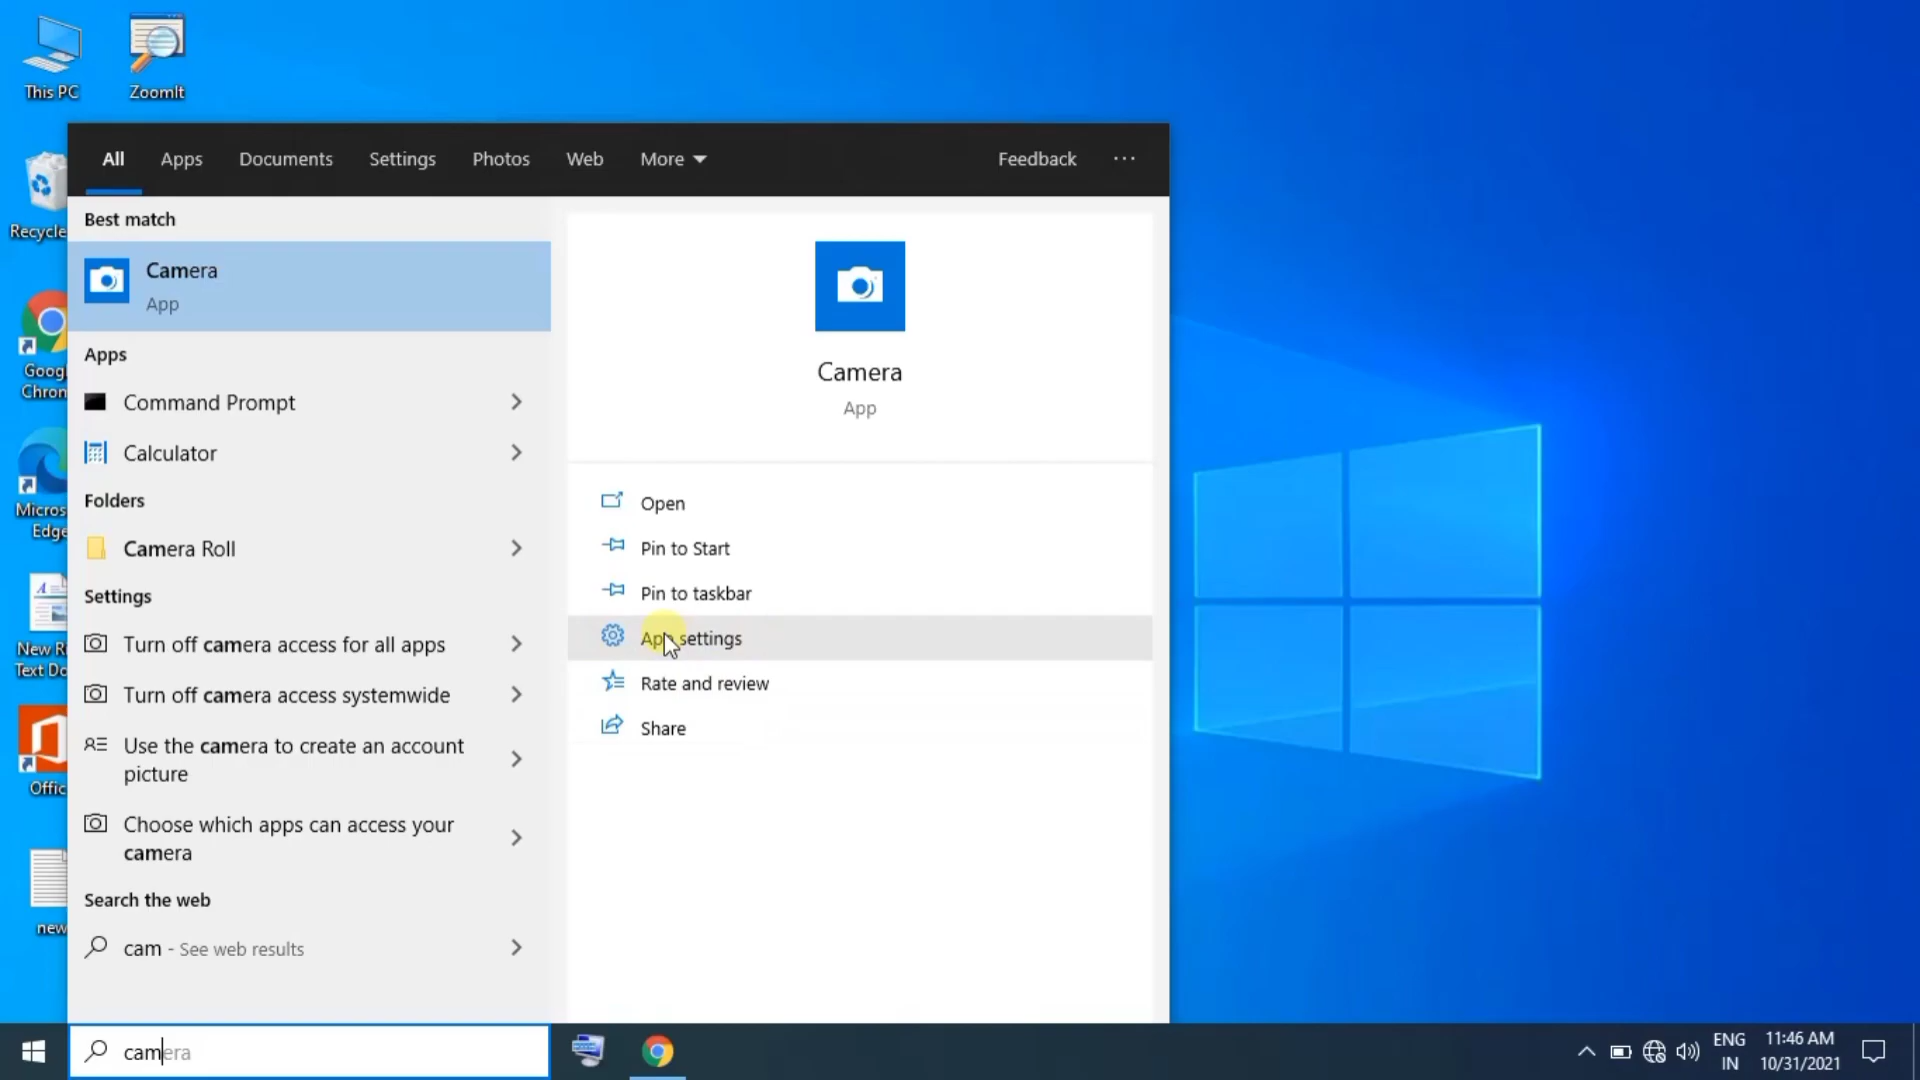 This PC
ZoomIt
Recycle
Goog
Chron
Micros
Edge
New R
Text Do
Offic
new
All Apps Documents Settings Photos Web More Feedback ...
Best match
Camera
App
Apps
Command Prompt
Calculator
Folders
Camera Roll
Settings
Turn off camera access for all apps
Turn off camera access systemwide
Use the camera to create an account
picture
Choose which apps can access your
camera
Search the web
cam - See web results
Camera
App
Open
Pin to Start
Pin to taskbar
App settings
Rate and review
Share
camera
ENG
IN
11:46 AM
10/31/2021